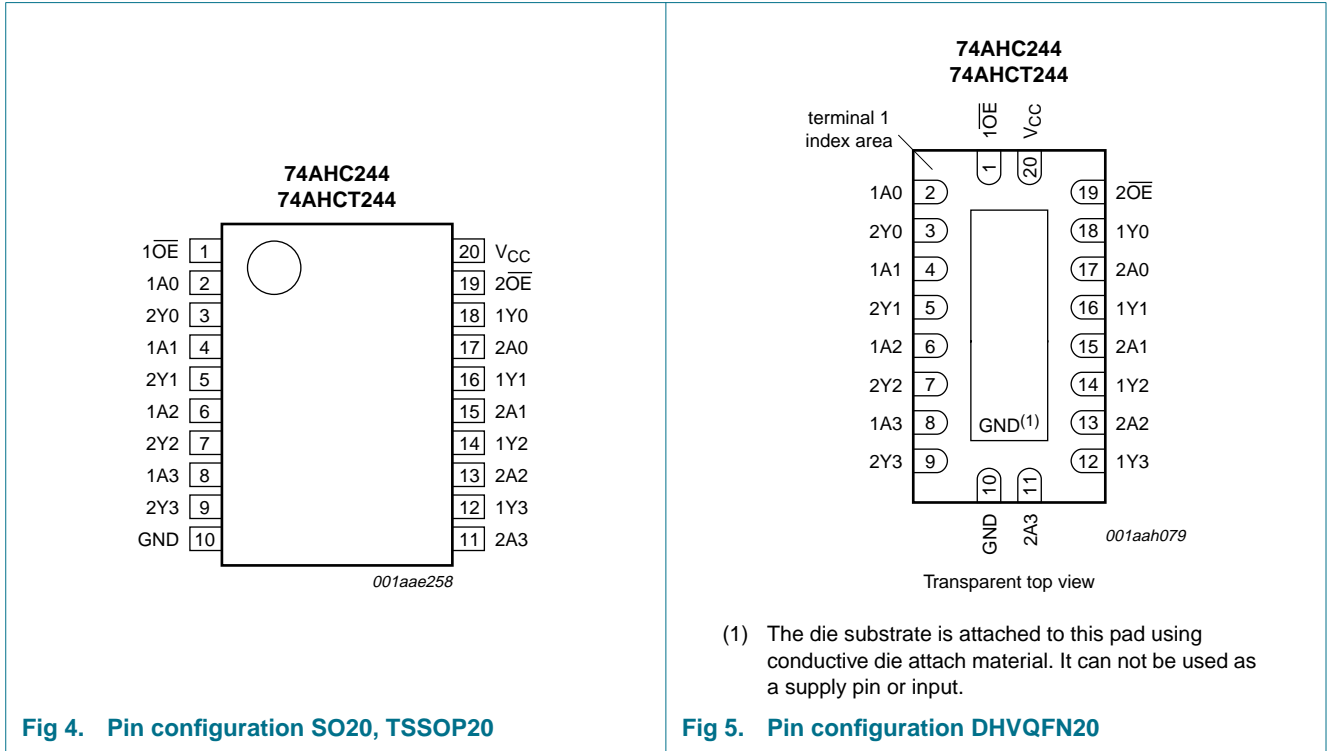 74AHC244
74AHCT244
1O̅E̅ 1
1A0 2
2Y0 3
1A1 4
2Y1 5
1A2 6
2Y2 7
1A3 8
2Y3 9
GND 10
20 VCC
19 2O̅E̅
18 1Y0
17 2A0
16 1Y1
15 2A1
14 1Y2
13 2A2
12 1Y3
11 2A3
001aae258
Fig 4. Pin configuration SO20, TSSOP20
74AHC244
74AHCT244
terminal 1
index area
1O̅E̅
VCC
1
20
1A0 2
2Y0 3
1A1 4
2Y1 5
1A2 6
2Y2 7
1A3 8
2Y3 9
19 2O̅E̅
18 1Y0
17 2A0
16 1Y1
15 2A1
14 1Y2
13 2A2
12 1Y3
GND(1)
10
11
GND
2A3
001aah079
Transparent top view
(1) The die substrate is attached to this pad using
conductive die attach material. It can not be used as
a supply pin or input.
Fig 5. Pin configuration DHVQFN20